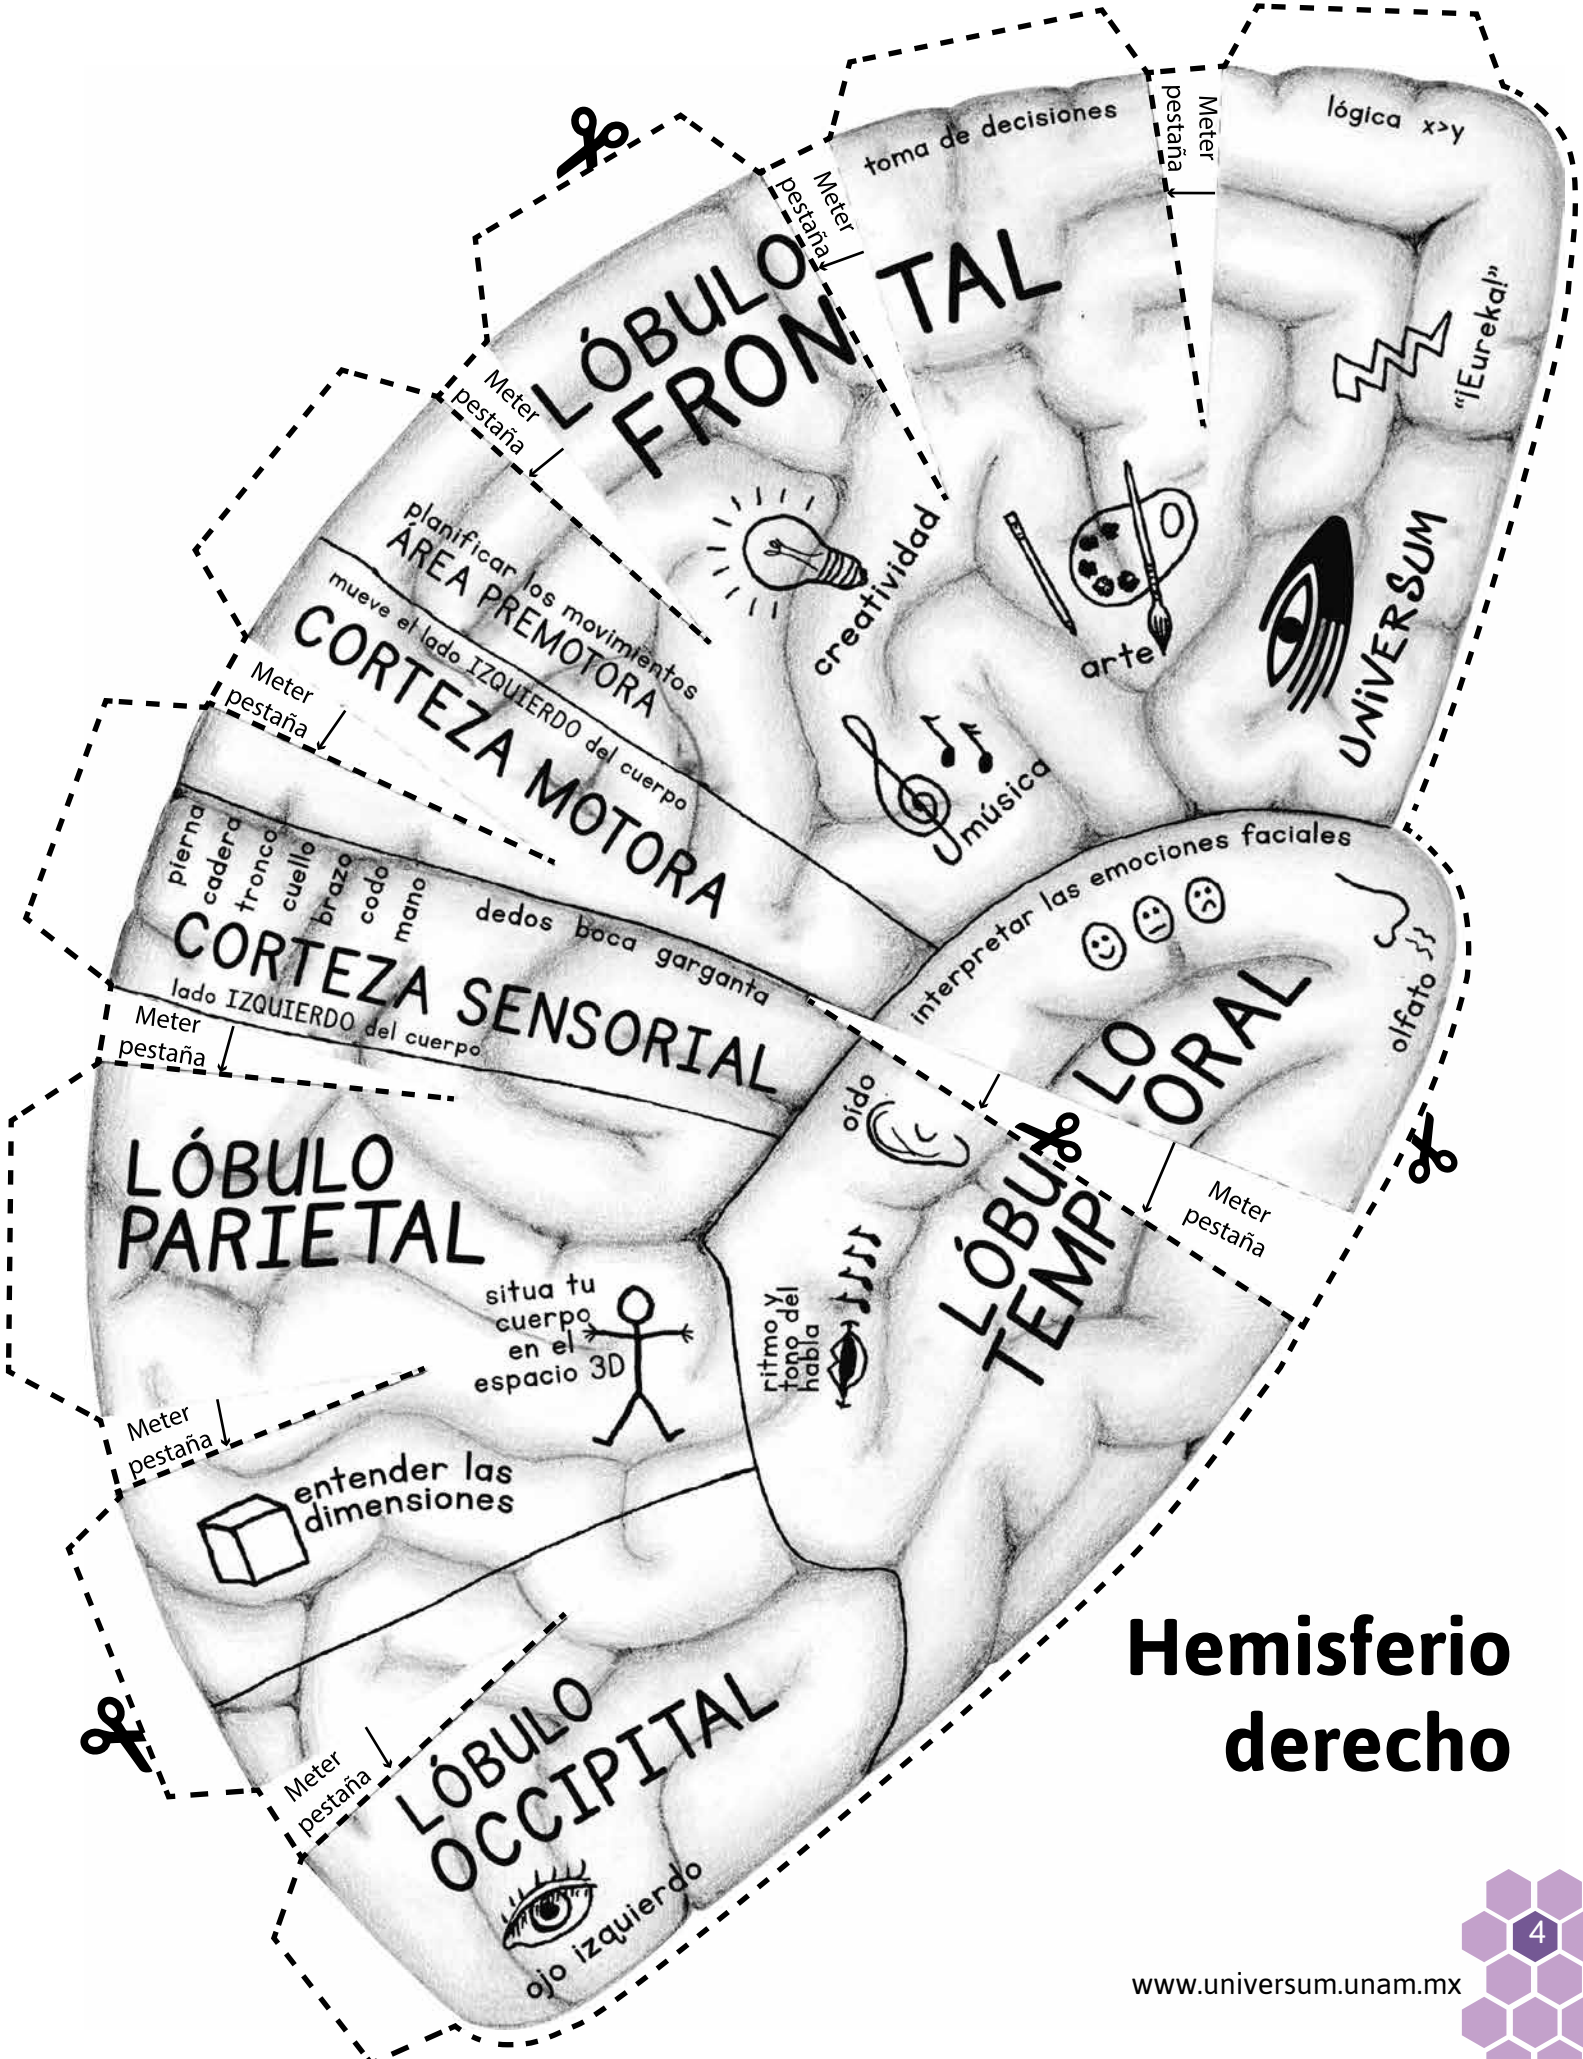 lógica x>y
Meter
pestaña
toma de decisiones
Meter
pestaña
LÓBULO
FRON
TAL
"¡Eureka!"
Meter
pestaña
planificar los movimientos
ÁREA PREMOTORA
mueve el lado IZQUIERDO del cuerpo
CORTEZA MOTORA
creatividad
arte
UNiVERSUM
música
Meter
pestaña
pierna
cadera
tronco
cuello
brazo
codo
mano
dedos boca garganta
CORTEZA SENSORIAL
lado IZQUIERDO del cuerpo
interpretar las emociones faciales
olfato
LO
ORAL
Meter
pestaña
oído
LÓBU
TEMP
Meter
pestaña
LÓBULO
PARIETAL
situa tu
cuerpo
en el
espacio 3D
ritmo y
tono del
habla
Meter
pestaña
entender las
dimensiones
Meter
pestaña
LÓBULO
OCCIPITAL
ojo izquierdo
Hemisferio
derecho
4
www.universum.unam.mx